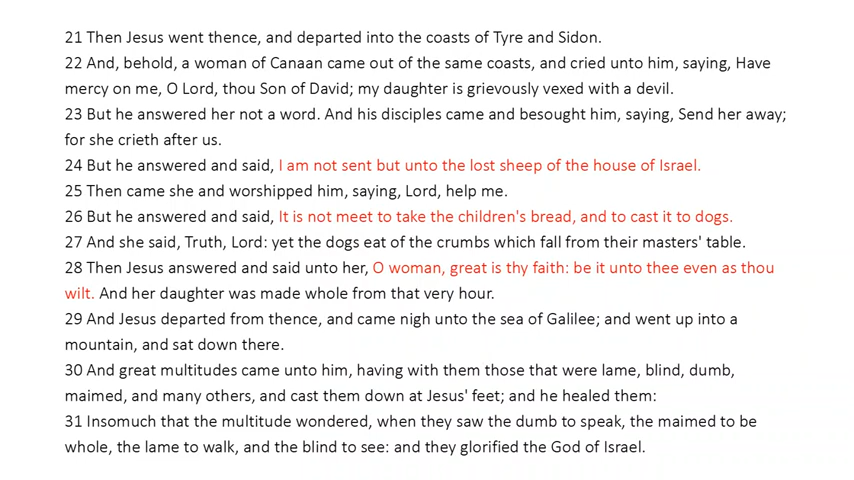 21 Then Jesus went thence, and departed into the coasts of Tyre and Sidon.
22 And, behold, a woman of Canaan came out of the same coasts, and cried unto him, saying, Have
mercy on me, O Lord, thou Son of David; my daughter is grievously vexed with a devil.
23 But he answered her not a word. And his disciples came and besought him, saying, Send her away;
for she crieth after us.
24 But he answered and said, I am not sent but unto the lost sheep of the house of Israel.
25 Then came she and worshipped him, saying, Lord, help me.
26 But he answered and said, It is not meet to take the children's bread, and to cast it to dogs.
27 And she said, Truth, Lord: yet the dogs eat of the crumbs which fall from their masters' table.
28 Then Jesus answered and said unto her, O woman, great is thy faith: be it unto thee even as thou
wilt. And her daughter was made whole from that very hour.
29 And Jesus departed from thence, and came nigh unto the sea of Galilee; and went up into a
mountain, and sat down there.
30 And great multitudes came unto him, having with them those that were lame, blind, dumb,
maimed, and many others, and cast them down at Jesus' feet; and he healed them:
31 Insomuch that the multitude wondered, when they saw the dumb to speak, the maimed to be
whole, the lame to walk, and the blind to see: and they glorified the God of Israel.